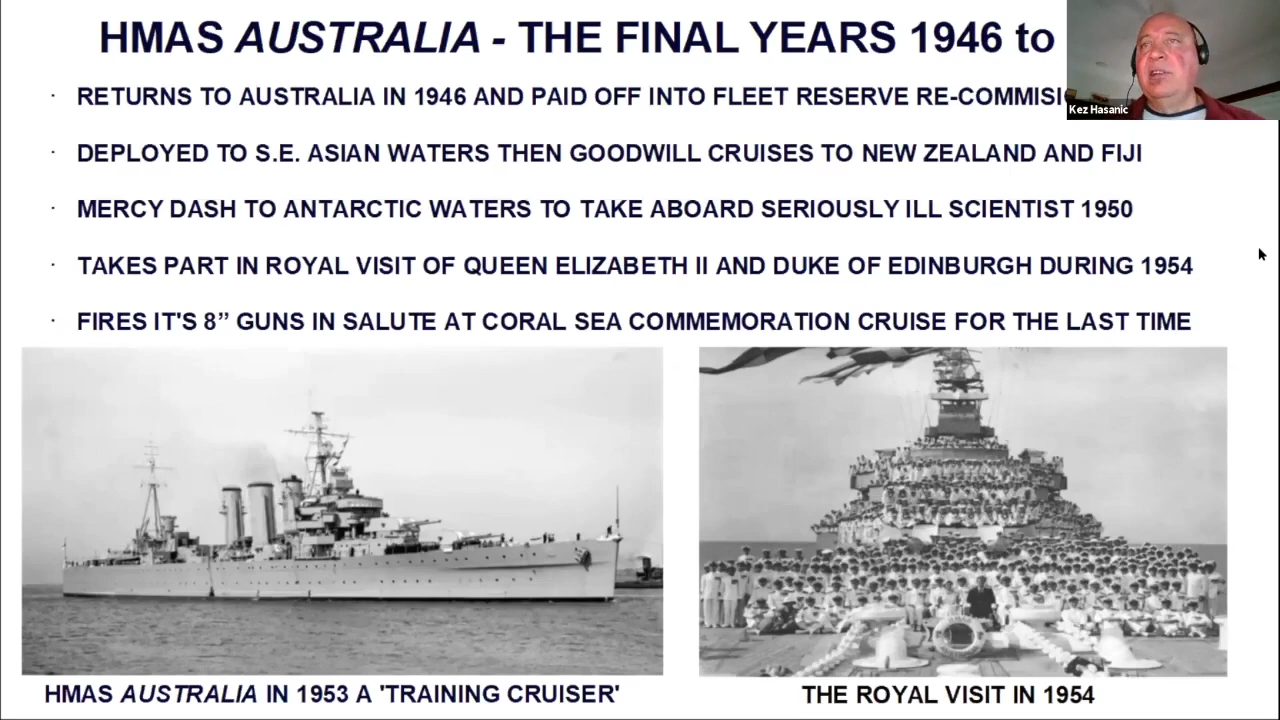 HMAS AUSTRALIA - THE FINAL YEARS 1946 to
RETURNS TO AUSTRALIA IN 1946 AND PAID OFF INTO FLEET RESERVE RE-COMMISI
Kez Hasanic
DEPLOYED TO S.E. ASIAN WATERS THEN GOODWILL CRUISES TO NEW ZEALAND AND FIJI
MERCY DASH TO ANTARCTIC WATERS TO TAKE ABOARD SERIOUSLY ILL SCIENTIST 1950
TAKES PART IN ROYAL VISIT OF QUEEN ELIZABETH II AND DUKE OF EDINBURGH DURING 1954
FIRES IT'S 8” GUNS IN SALUTE AT CORAL SEA COMMEMORATION CRUISE FOR THE LAST TIME
HMAS AUSTRALIA IN 1953 A 'TRAINING CRUISER'
THE ROYAL VISIT IN 1954